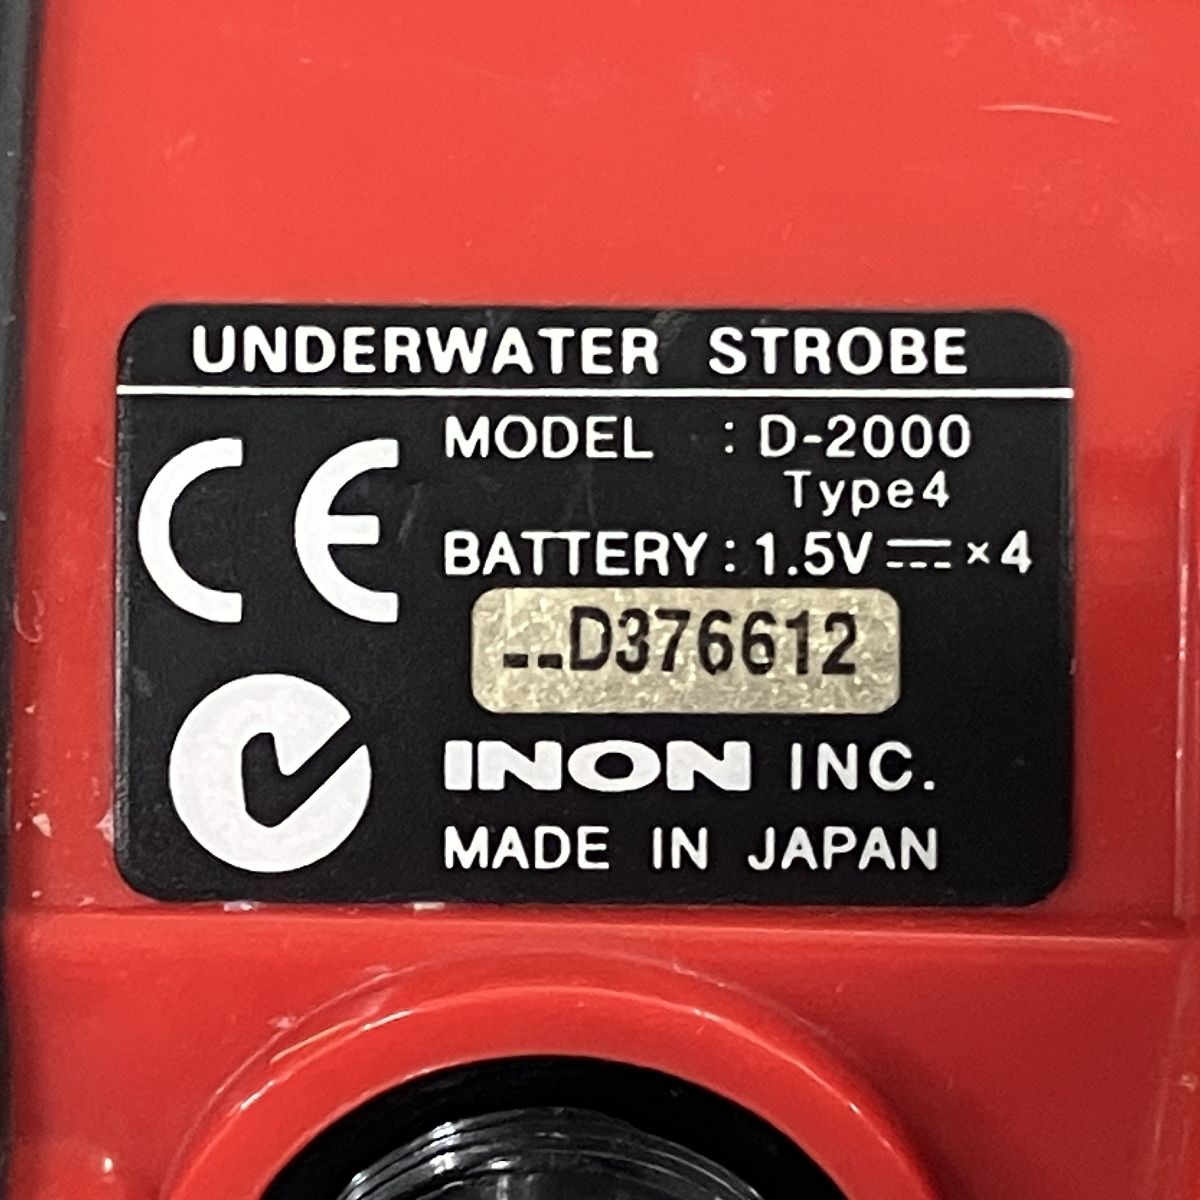 UNDERWATER STROBE
CE
MODEL : D-2000
Type4
BATTERY : 1.5V ⎓ ×4
--D376612
INON INC.
MADE IN JAPAN